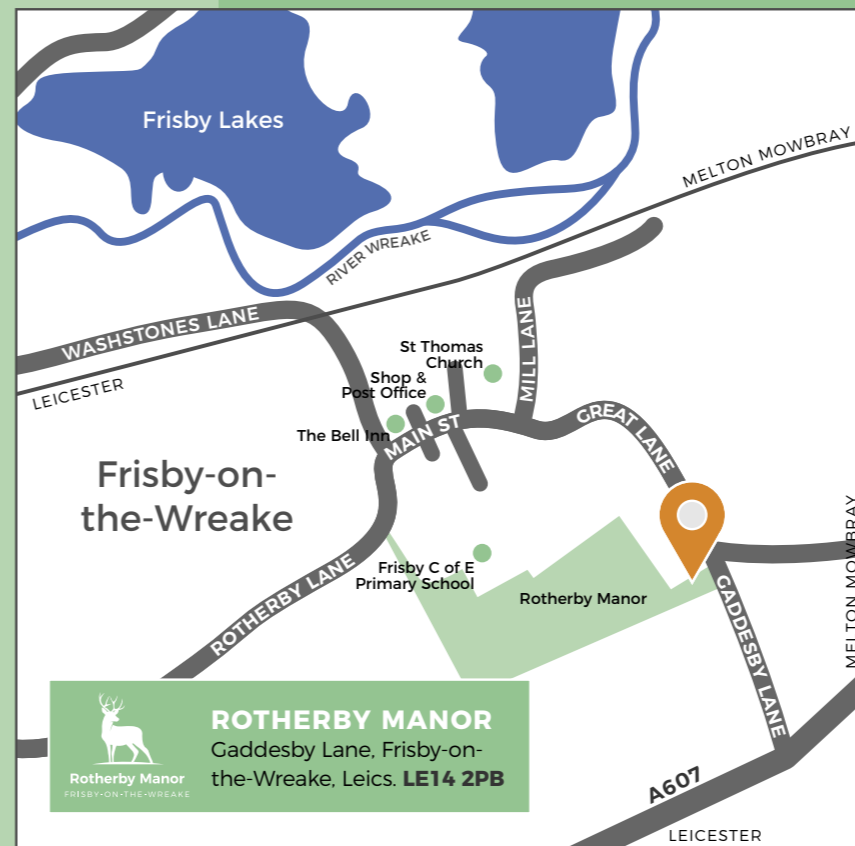 Frisby Lakes
MELTON MOWBRAY
RIVER WREAKE
WASHSTONES LANE
LEICESTER
St Thomas
Church
Shop &
Post Office
The Bell Inn
MAIN ST
MILL LANE
GREAT LANE
Frisby-on-
the-Wreake
ROTHERBY LANE
Frisby C of E
Primary School
Rotherby Manor
GADDESBY LANE
MELTON MOWBRAY
A607
LEICESTER
Rotherby Manor
FRISBY-ON-THE-WREAKE
ROTHERBY MANOR
Gaddesby Lane, Frisby-on-
the-Wreake, Leics. LE14 2PB